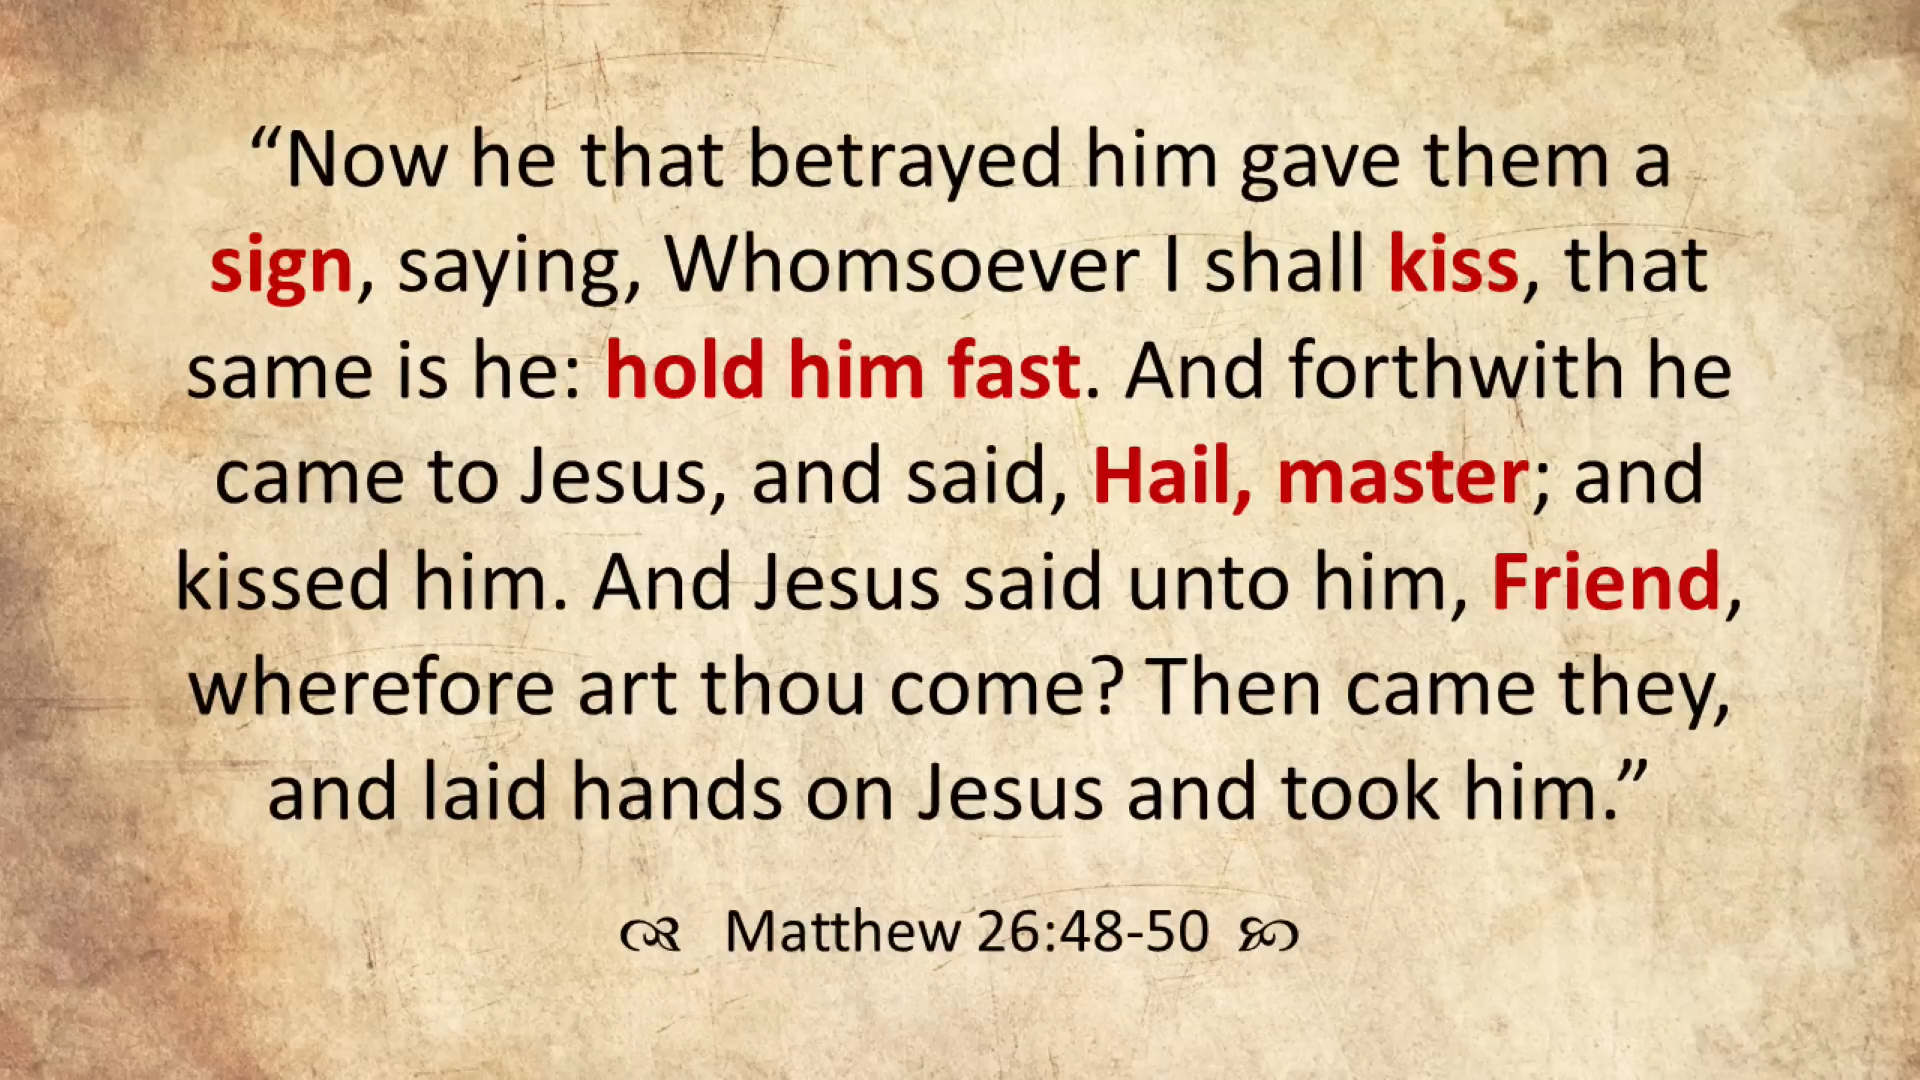 “Now he that betrayed him gave them a
sign, saying, Whomsoever I shall kiss, that
same is he: hold him fast. And forthwith he
came to Jesus, and said, Hail, master; and
kissed him. And Jesus said unto him, Friend,
wherefore art thou come? Then came they,
and laid hands on Jesus and took him.”
Matthew 26:48-50